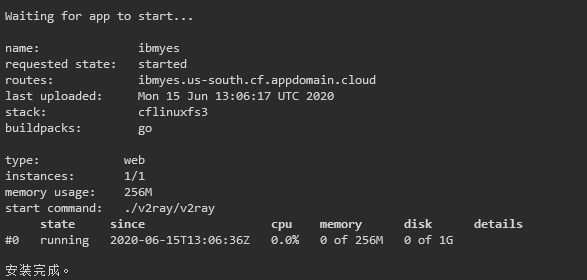 Waiting for app to start...
name: ibmyes
requested state: started
routes: ibmyes.us-south.cf.appdomain.cloud
last uploaded: Mon 15 Jun 13:06:17 UTC 2020
stack: cflinuxfs3
buildpacks: go
type: web
instances: 1/1
memory usage: 256M
start command: ./v2ray/v2ray
state since cpu memory disk details
#0 running 2020-06-15T13:06:36Z 0.0% 0 of 256M 0 of 1G
安装完成。